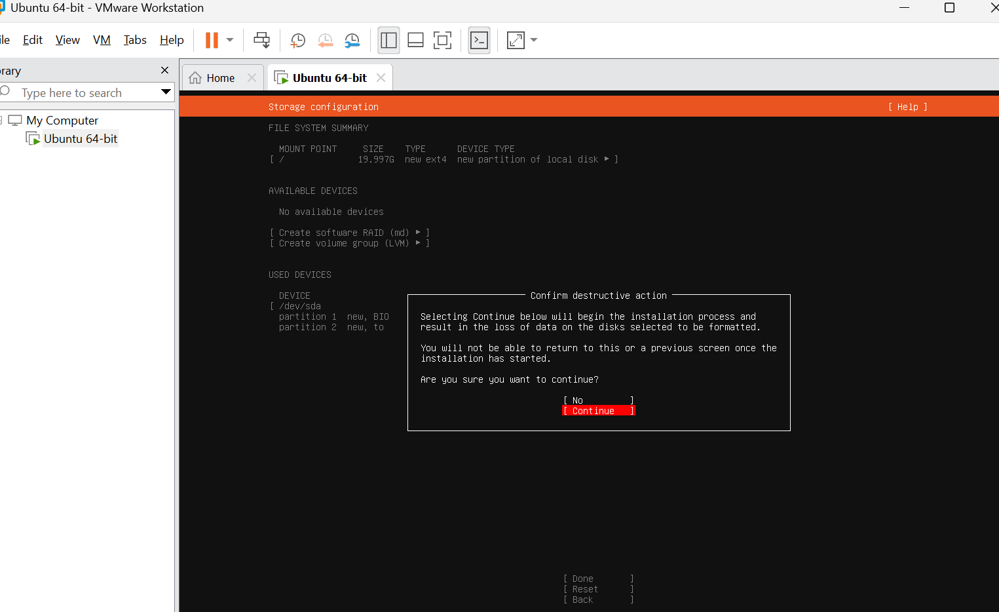 Ubuntu 64-bit - VMware Workstation
ile Edit View VM Tabs Help
rary
Type here to search
My Computer
Ubuntu 64-bit
Home
Ubuntu 64-bit
Storage configuration [ Help ]
FILE SYSTEM SUMMARY
MOUNT POINT SIZE TYPE DEVICE TYPE
[ / 19.997G new ext4 new partition of local disk ▸ ]
AVAILABLE DEVICES
No available devices
[ Create software RAID (md) ▸ ]
[ Create volume group (LVM) ▸ ]
USED DEVICES
DEVICE
[ /dev/sda
partition 1 new, BIO
partition 2 new, to
Confirm destructive action
Selecting Continue below will begin the installation process and
result in the loss of data on the disks selected to be formatted.
You will not be able to return to this or a previous screen once the
installation has started.
Are you sure you want to continue?
[ No ]
[ Continue ]
[ Done ]
[ Reset ]
[ Back ]